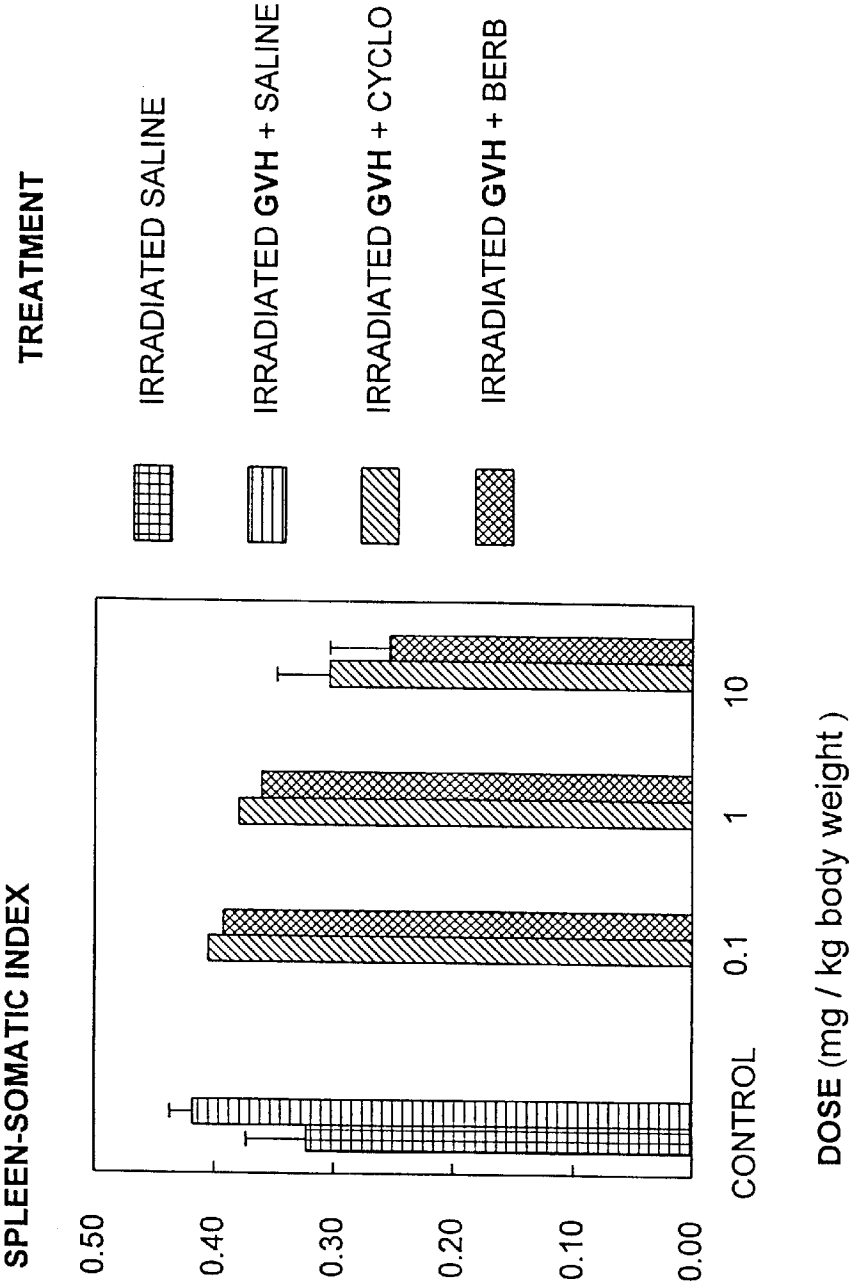 SPLEEN-SOMATIC INDEX
0.50
0.40
0.30
0.20
0.10
0.00
CONTROL
0.1
1
10
DOSE (mg / kg body weight )
TREATMENT
IRRADIATED SALINE
IRRADIATED GVH + SALINE
IRRADIATED GVH + CYCLO
IRRADIATED GVH + BERB